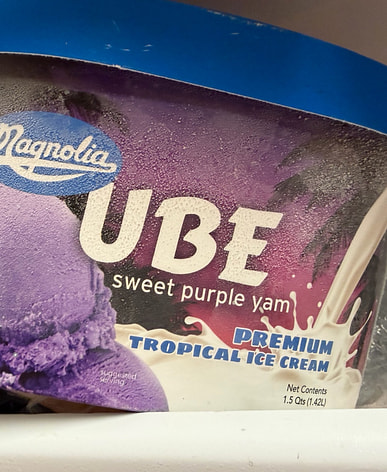 Magnolia
UBE
sweet purple yam
PREMIUM
TROPICAL ICE CREAM
suggested
serving
Net Contents
1.5 Qts (1.42L)